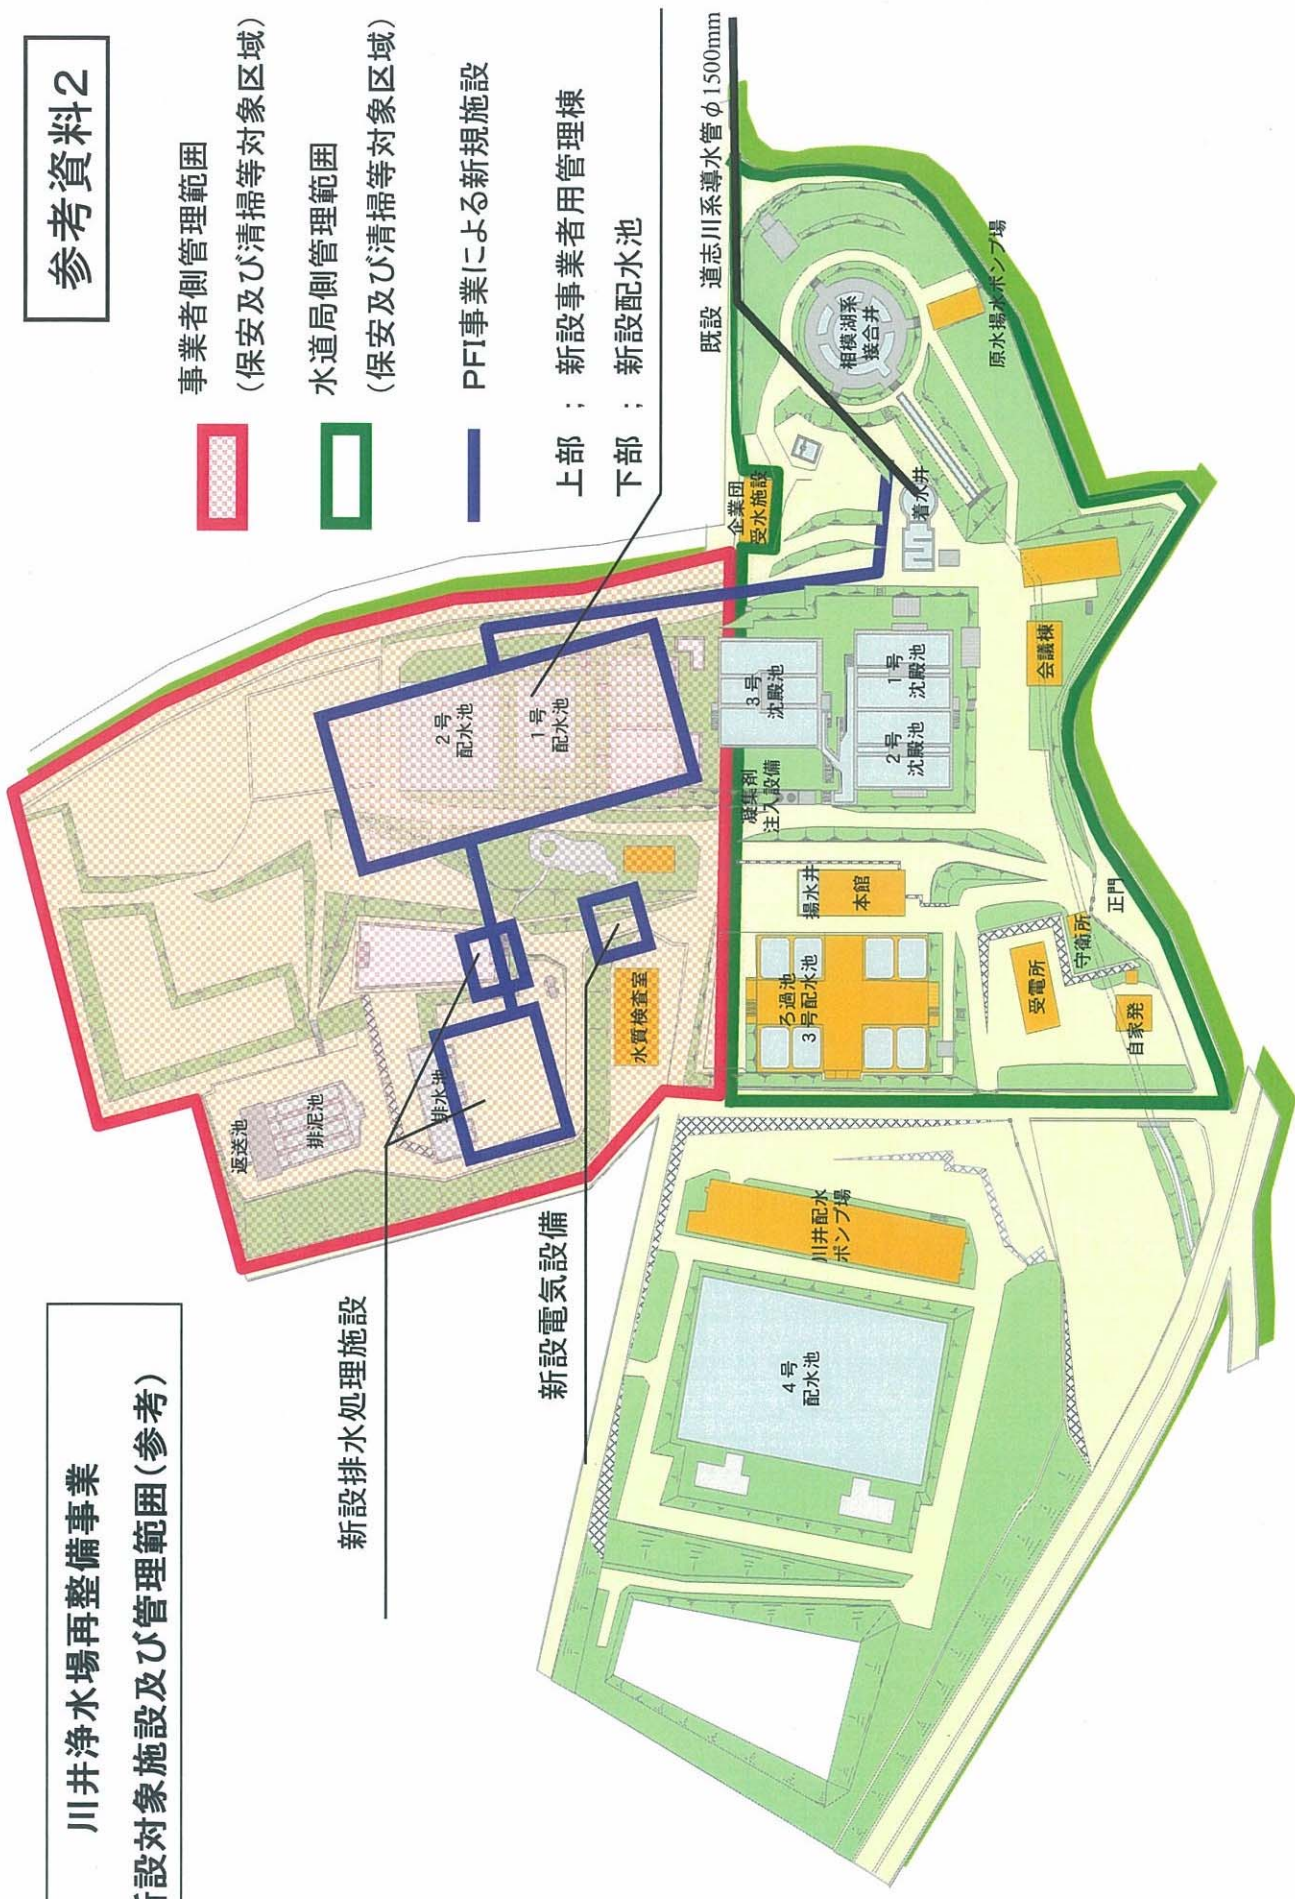 川井浄水場再整備事業
設対象施設及び管理範囲(参考)
参考資料2
事業者側管理範囲
(保安及び清掃等対象区域)
水道局側管理範囲
(保安及び清掃等対象区域)
PFI事業による新規施設
上部 ; 新設事業者用管理棟
下部 ; 新設配水池
既設 道志川系導水管φ1500mm
新設排水処理施設
新設電気設備
返送池
排泥池
排水池
水質検査室
2号
配水池
1号
配水池
企業団
受水施設
相模湖系
接合井
原水揚水ポンプ場
着水井
3号
沈殿池
1号
沈殿池
2号
沈殿池
凝集剤
注入設備
会議棟
揚水井
本館
ろ過池
3号配水池
受電所
守衛所
正門
自家発
川井配水
ポンプ場
4号
配水池